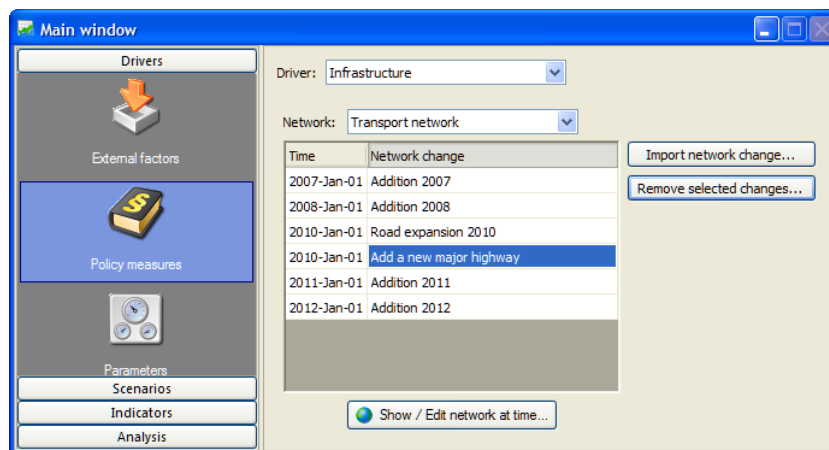 Main window
Drivers
External factors
§
Policy measures
Parameters
Scenarios
Indicators
Analysis
Driver: Infrastructure
Network: Transport network
Time Network change
2007-Jan-01 Addition 2007
2008-Jan-01 Addition 2008
2010-Jan-01 Road expansion 2010
2010-Jan-01 Add a new major highway
2011-Jan-01 Addition 2011
2012-Jan-01 Addition 2012
Import network change...
Remove selected changes...
Show / Edit network at time...